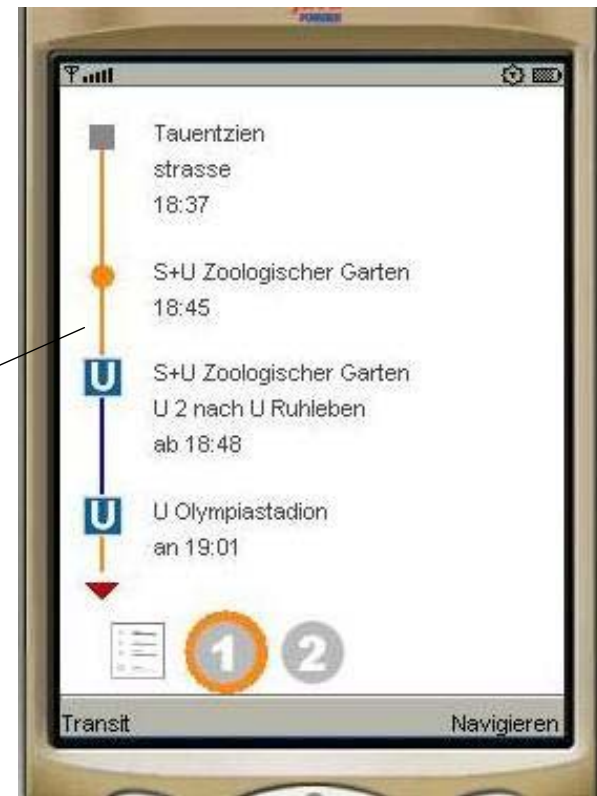 Tauentzien
strasse
18:37
S+U Zoologischer Garten
18:45
U
S+U Zoologischer Garten
U 2 nach U Ruhleben
ab 18:48
U
U Olympiastadion
an 19:01
1 2
Transit Navigieren